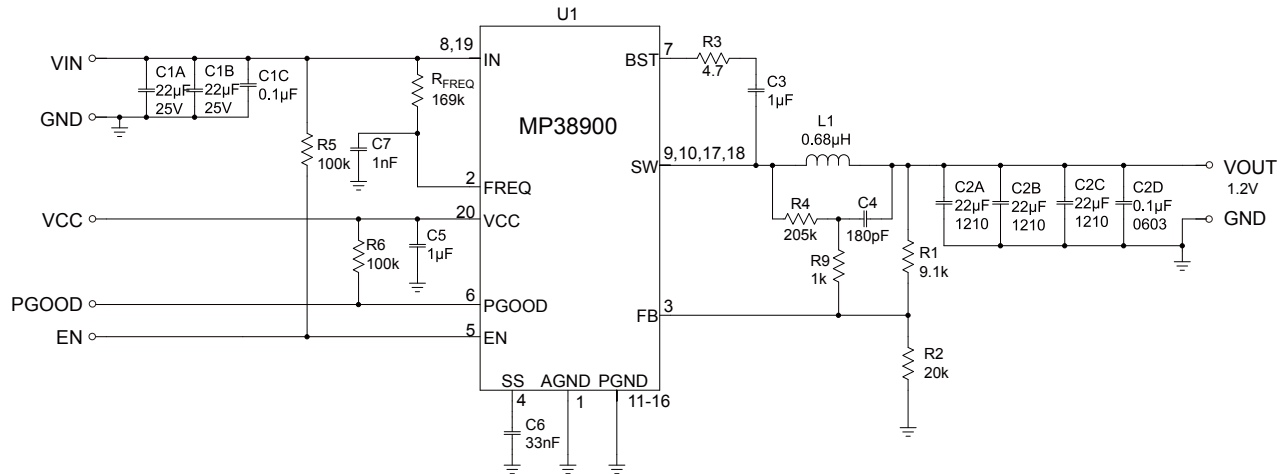 U1
8,19
VIN
IN
BST
7
R3
4.7
C1A
22µF
25V
C1B
22µF
25V
C1C
0.1µF
RFREQ
169k
C3
1µF
GND
MP38900
L1
0.68µH
R5
100k
C7
1nF
9,10,17,18
SW
VOUT
1.2V
2
FREQ
C2A
22µF
1210
C2B
22µF
1210
C2C
22µF
1210
C2D
0.1µF
0603
R4
205k
C4
180pF
VCC
20
VCC
GND
R6
100k
C5
1µF
R9
1k
R1
9.1k
PGOOD
6
PGOOD
FB
3
EN
5
EN
R2
20k
SS
AGND
PGND
4
1
11-16
C6
33nF